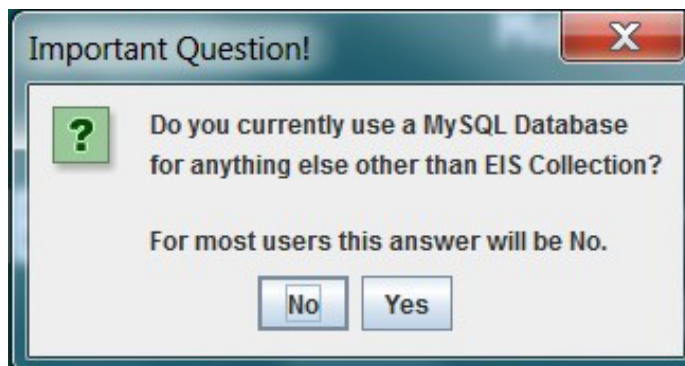 Important Question!
X
?
Do you currently use a MySQL Database
for anything else other than EIS Collection?
For most users this answer will be No.
No Yes